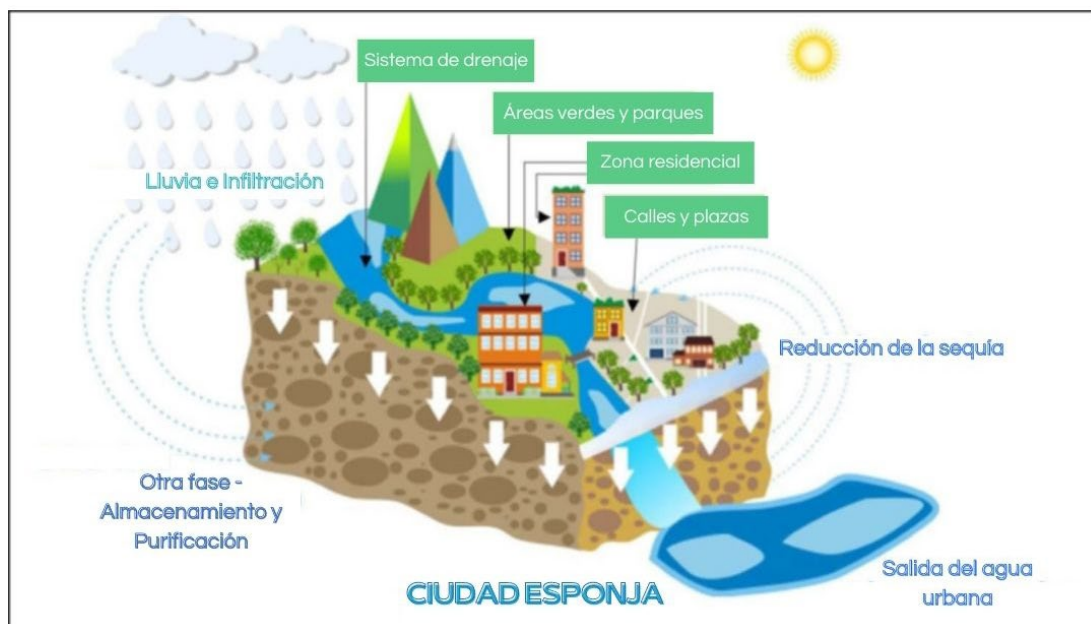 Sistema de drenaje
Áreas verdes y parques
Zona residencial
Lluvia e Infiltración
Calles y plazas
Reducción de la sequía
Otra fase -
Almacenamiento y
Purificación
Salida del agua
urbana
CIUDAD ESPONJA